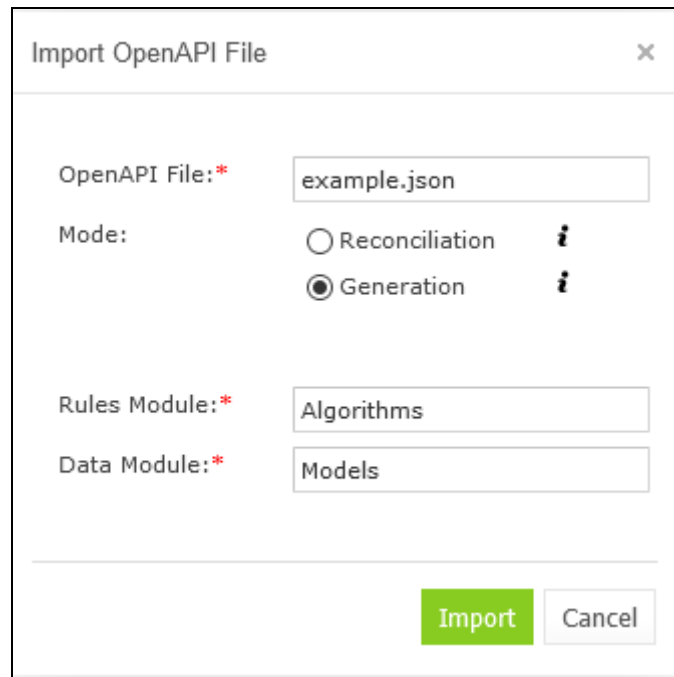 Import OpenAPI File ×
OpenAPI File:* example.json
Mode: Reconciliation i
Generation i
Rules Module:* Algorithms
Data Module:* Models
Import Cancel